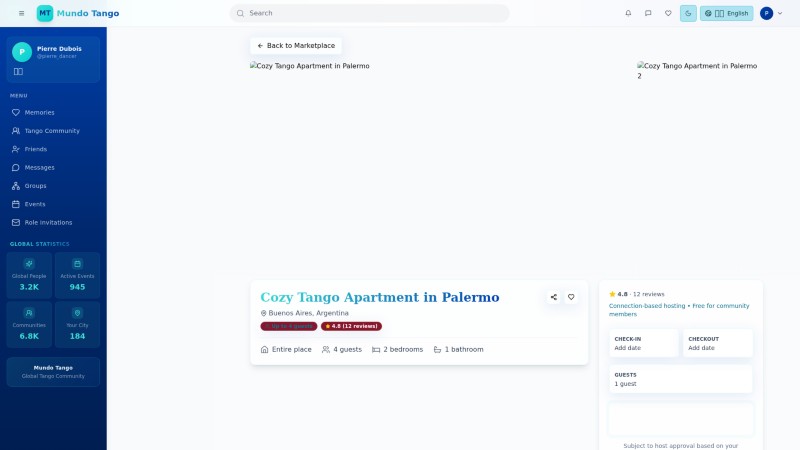 MT Mundo Tango
Search
English
P
P
Pierre Dubois
@pierre_dancer
MENU
Memories
Tango Community
Friends
Messages
Groups
Events
Role Invitations
GLOBAL STATISTICS
Global People
3.2K
Active Events
945
Communities
6.8K
Your City
184
Mundo Tango
Global Tango Community
Back to Marketplace
Cozy Tango Apartment in Palermo
Cozy Tango Apartment in Palermo
2
Cozy Tango Apartment in Palermo
Buenos Aires, Argentina
4.8 (12 reviews)
Entire place
4 guests
2 bedrooms
1 bathroom
4.8 · 12 reviews
Connection-based hosting • Free for community
members
CHECK-IN
Add date
CHECKOUT
Add date
GUESTS
1 guest
Subject to host approval based on your